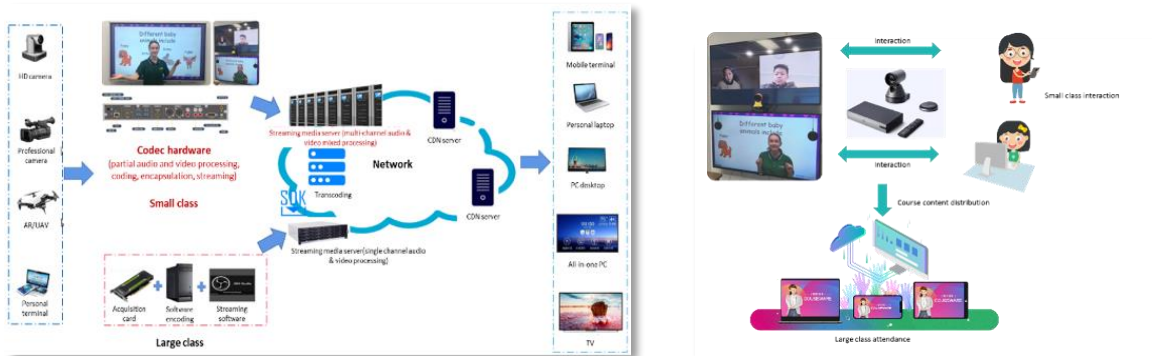 HD camera
Professional
camera
AR/UAV
Personal
terminal
Different baby
animals include
Codec hardware
(partial audio and video processing,
coding, encapsulation, streaming)
Small class
Acquisition
card
+
Software
encoding
+
Streaming
software
Large class
Streaming media server (multi-channel audio &
video mixed processing)
Transcoding
SDK
Network
CDN server
CDN server
Streaming media server(single channel audio
& video processing)
Mobile terminal
Personal laptop
PC desktop
All-in-one PC
TV
Different baby
animals include
interaction
interaction
Small class interaction
Course content distribution
Large class attendance